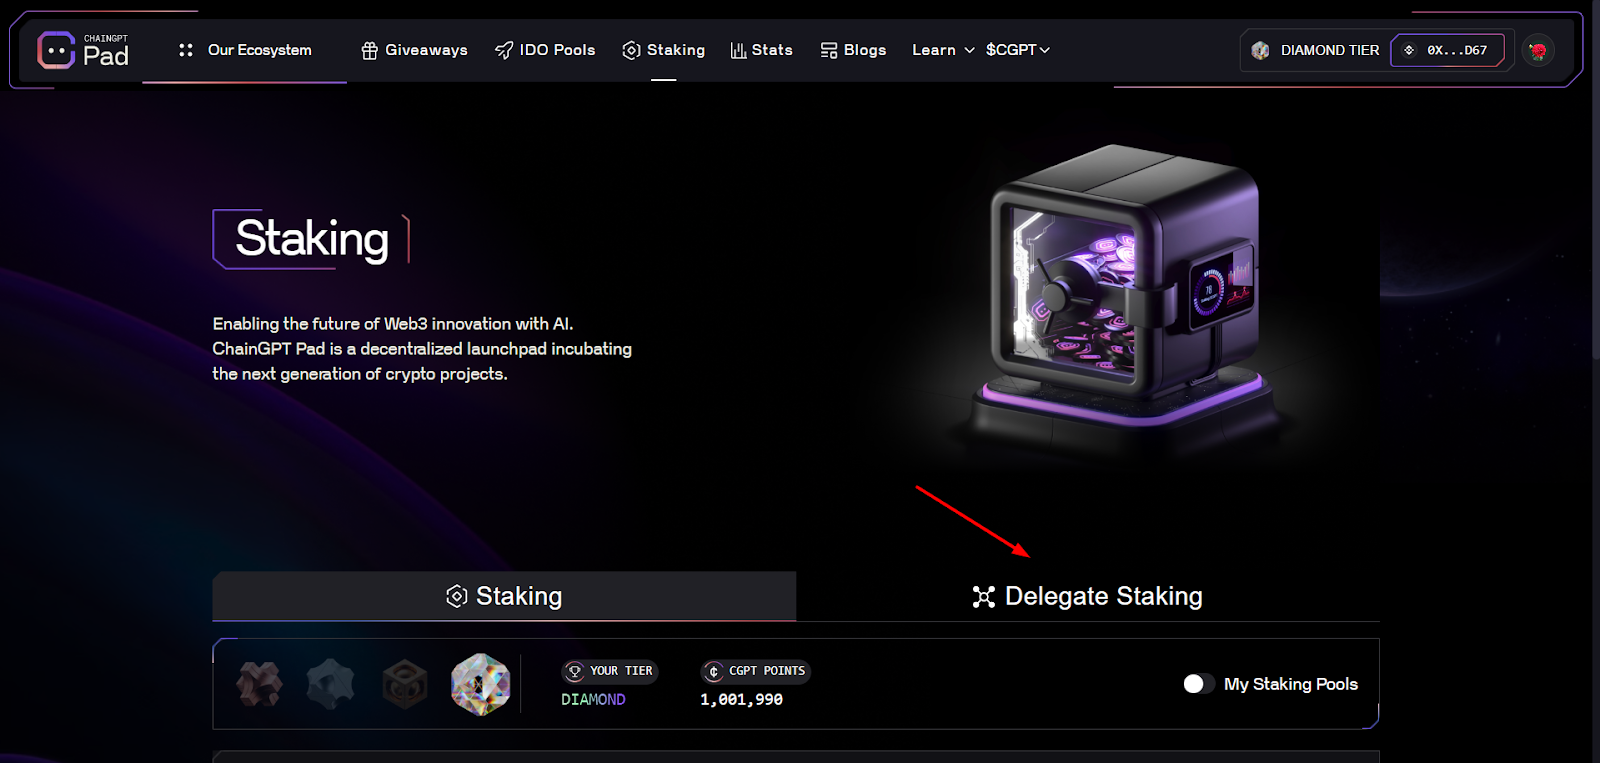 CHAINGPT
Pad
Our Ecosystem
Giveaways
IDO Pools
Staking
Stats
Blogs
Learn
$CGPT
DIAMOND TIER
0X...D67
Staking
Enabling the future of Web3 innovation with AI.
ChainGPT Pad is a decentralized launchpad incubating
the next generation of crypto projects.
78
Staking
Delegate Staking
YOUR TIER
DIAMOND
CGPT POINTS
1,001,990
My Staking Pools